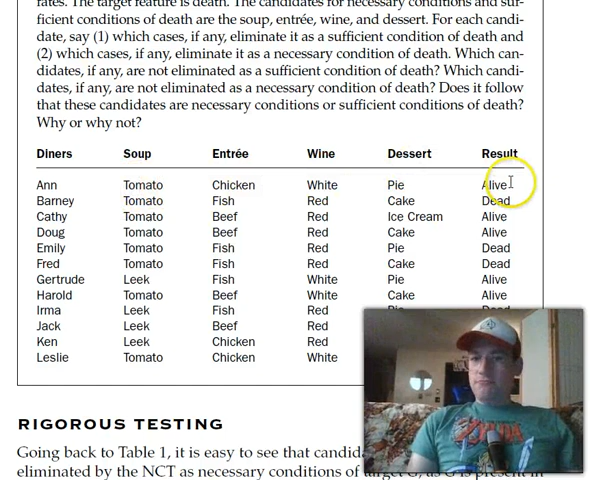 rates. The target feature is death. The candidates for necessary conditions and suf-
ficient conditions of death are the soup, entrée, wine, and dessert. For each candi-
date, say (1) which cases, if any, eliminate it as a sufficient condition of death and
(2) which cases, if any, eliminate it as a necessary condition of death. Which can-
didates, if any, are not eliminated as a sufficient condition of death? Which candi-
dates, if any, are not eliminated as a necessary condition of death? Does it follow
that these candidates are necessary conditions or sufficient conditions of death?
Why or why not?
Diners Soup Entrée Wine Dessert Result
Ann Tomato Chicken White Pie Alive
Barney Tomato Fish Red Cake Dead
Cathy Tomato Beef Red Ice Cream Alive
Doug Tomato Beef Red Cake Alive
Emily Tomato Fish Red Pie Dead
Fred Tomato Fish Red Cake Dead
Gertrude Leek Fish White Pie Alive
Harold Tomato Beef White Cake Alive
Irma Leek Fish Red
Jack Leek Beef Red
Ken Leek Chicken Red
Leslie Tomato Chicken White
RIGOROUS TESTING
Going back to Table 1, it is easy to see that candid
eliminated by the NCT as necessary conditions of target G, as G is present in
ZELDA